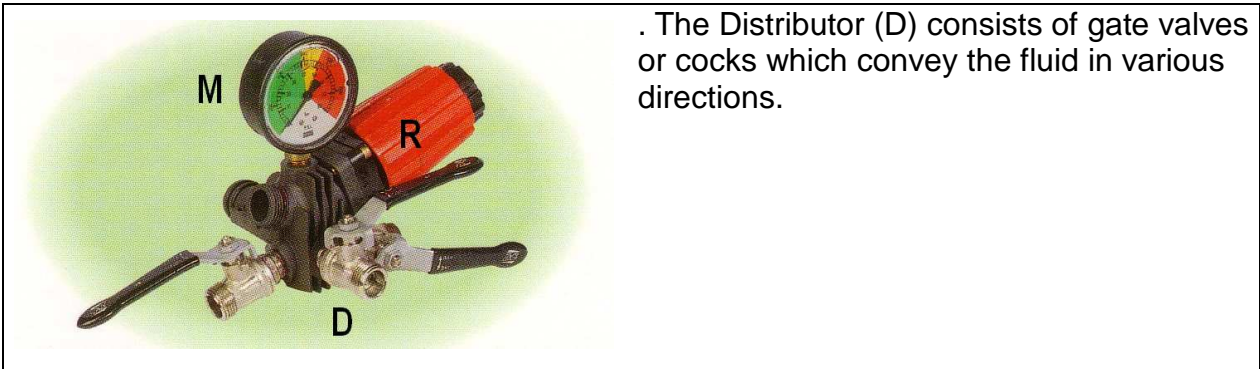 . The Distributor (D) consists of gate valves
or cocks which convey the fluid in various
directions.
M
R
D